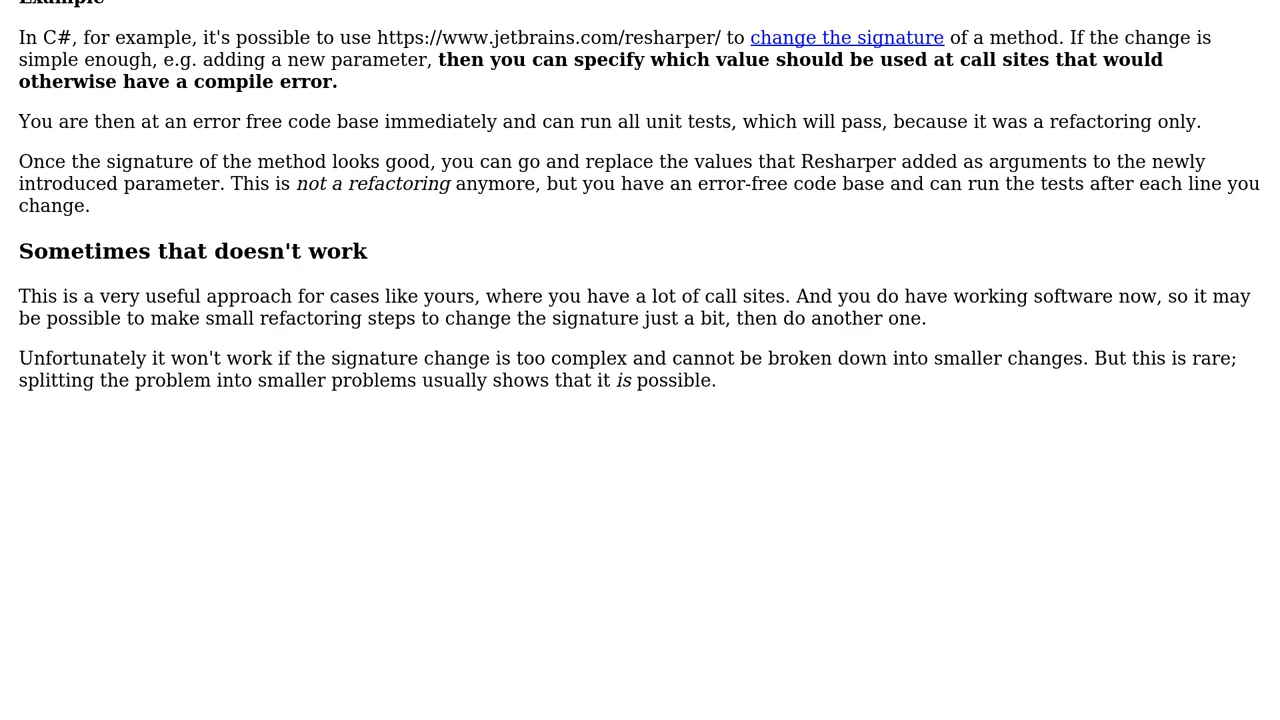 Example
In C#, for example, it's possible to use https://www.jetbrains.com/resharper/ to change the signature of a method. If the change is
simple enough, e.g. adding a new parameter, then you can specify which value should be used at call sites that would
otherwise have a compile error.
You are then at an error free code base immediately and can run all unit tests, which will pass, because it was a refactoring only.
Once the signature of the method looks good, you can go and replace the values that Resharper added as arguments to the newly
introduced parameter. This is not a refactoring anymore, but you have an error-free code base and can run the tests after each line you
change.
Sometimes that doesn't work
This is a very useful approach for cases like yours, where you have a lot of call sites. And you do have working software now, so it may
be possible to make small refactoring steps to change the signature just a bit, then do another one.
Unfortunately it won't work if the signature change is too complex and cannot be broken down into smaller changes. But this is rare;
splitting the problem into smaller problems usually shows that it is possible.